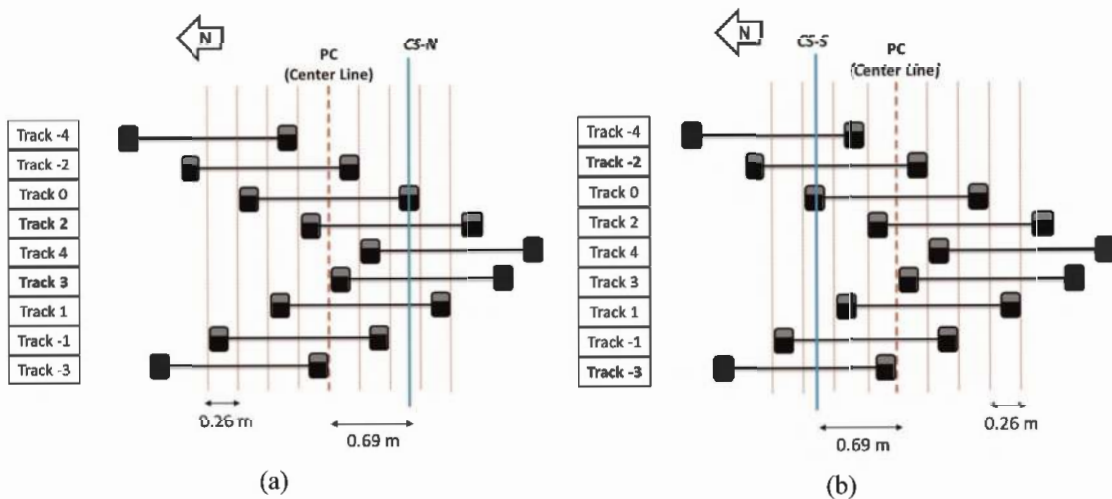 N
CS-N
PC
(Center Line)
Track -4
Track -2
Track 0
Track 2
Track 4
Track 3
Track 1
Track -1
Track -3
0.26 m
0.69 m
(a)
N
CS-S
PC
(Center Line)
Track -4
Track -2
Track 0
Track 2
Track 4
Track 3
Track 1
Track -1
Track -3
0.69 m
0.26 m
(b)